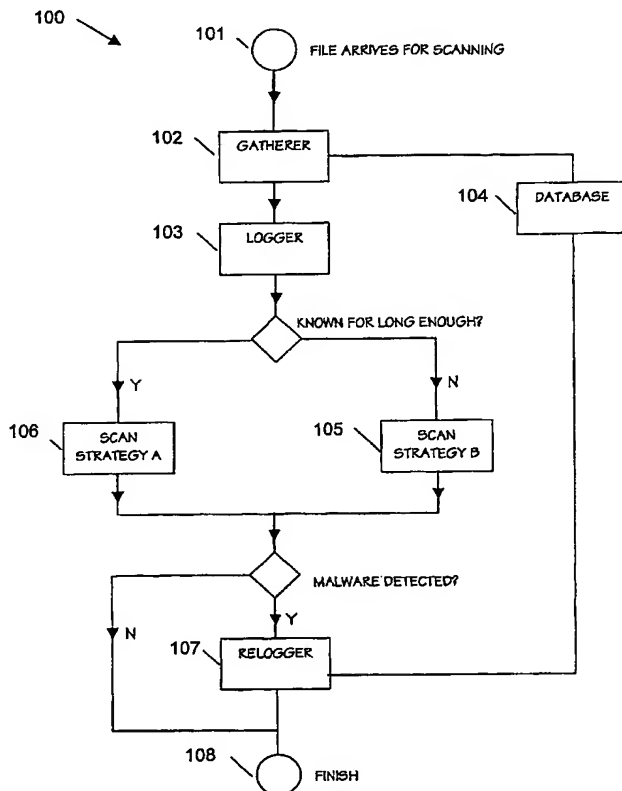 100
101
FILE ARRIVES FOR SCANNING
102
GATHERER
104
DATABASE
103
LOGGER
KNOWN FOR LONG ENOUGH?
Y
N
106
SCAN
STRATEGY A
105
SCAN
STRATEGY B
MALWARE DETECTED?
N
Y
107
RELOGGER
108
FINISH